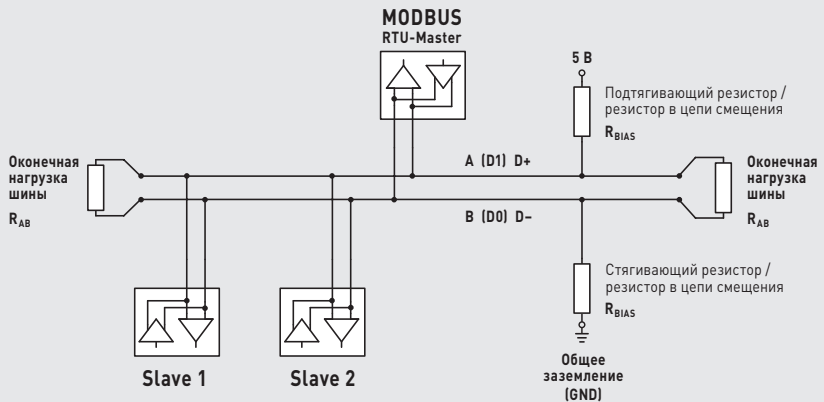 MODBUS
RTU-Master
5 В
Подтягивающий резистор /
резистор в цепи смещения
RBIAS
Оконечная
нагрузка
шины
RAB
A (D1) D+
B (D0) D–
Оконечная
нагрузка
шины
RAB
Стягивающий резистор /
резистор в цепи смещения
RBIAS
Общее
заземление
(GND)
Slave 1
Slave 2